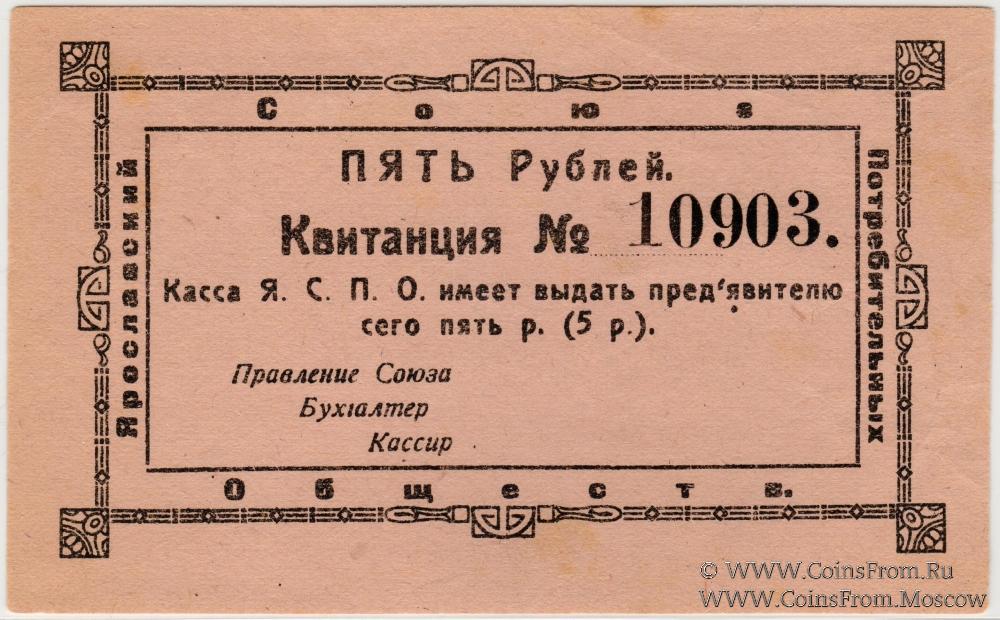 Ярославский
Союз
Потребительных
Обществ.
ПЯТЬ Рублей.
Квитанция № 10903.
Касса Я. С. П. О. имеет выдать пред'явителю
сего пять р. (5 р.).
Правление Союза
Бухгалтер
Кассир
© WWW.CoinsFrom.Ru
WWW.CoinsFrom.Moscow